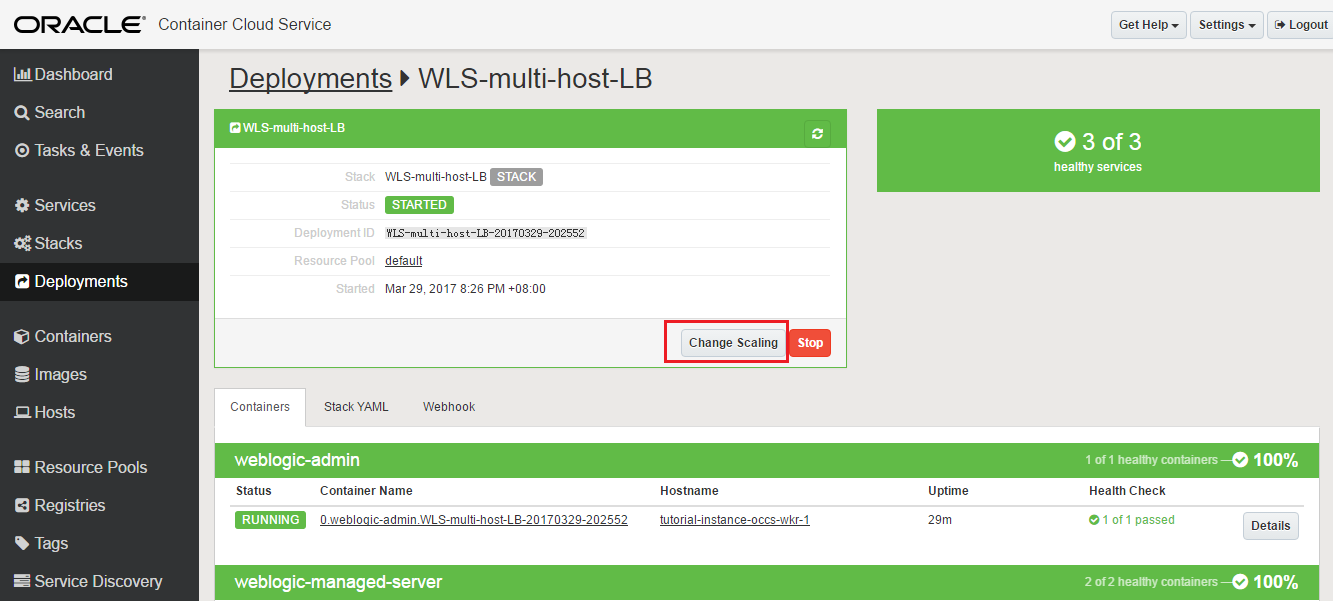 ORACLE Container Cloud Service
Get Help Settings Logout
Dashboard
Search
Tasks & Events
Services
Stacks
Deployments
Containers
Images
Hosts
Resource Pools
Registries
Tags
Service Discovery
Deployments WLS-multi-host-LB
WLS-multi-host-LB
Stack WLS-multi-host-LB STACK
Status STARTED
Deployment ID WLS-multi-host-LB-20170329-202552
Resource Pool default
Started Mar 29, 2017 8:26 PM +08:00
Change Scaling Stop
3 of 3
healthy services
Containers Stack YAML Webhook
weblogic-admin 1 of 1 healthy containers 100%
Status Container Name Hostname Uptime Health Check
RUNNING 0.weblogic-admin.WLS-multi-host-LB-20170329-202552 tutorial-instance-occs-wkr-1 29m 1 of 1 passed Details
weblogic-managed-server 2 of 2 healthy containers 100%